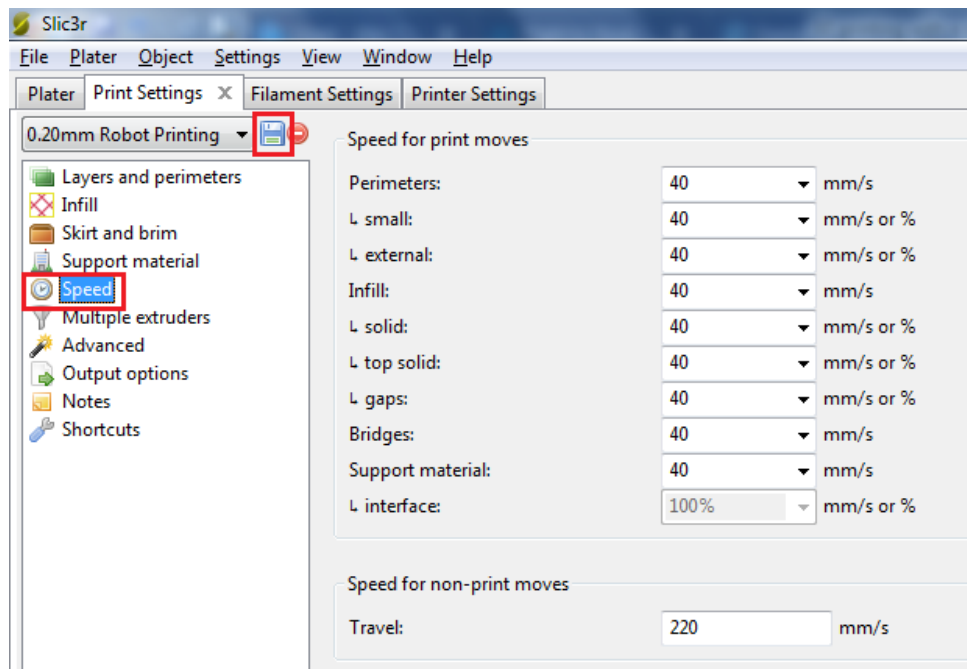 Slic3r
File Plater Object Settings View Window Help
Plater Print Settings X Filament Settings Printer Settings
0.20mm Robot Printing
Layers and perimeters
Infill
Skirt and brim
Support material
Speed
Multiple extruders
Advanced
Output options
Notes
Shortcuts
Speed for print moves
Perimeters: 40 mm/s
↳ small: 40 mm/s or %
↳ external: 40 mm/s or %
Infill: 40 mm/s
↳ solid: 40 mm/s or %
↳ top solid: 40 mm/s or %
↳ gaps: 40 mm/s or %
Bridges: 40 mm/s
Support material: 40 mm/s
↳ interface: 100% mm/s or %
Speed for non-print moves
Travel: 220 mm/s